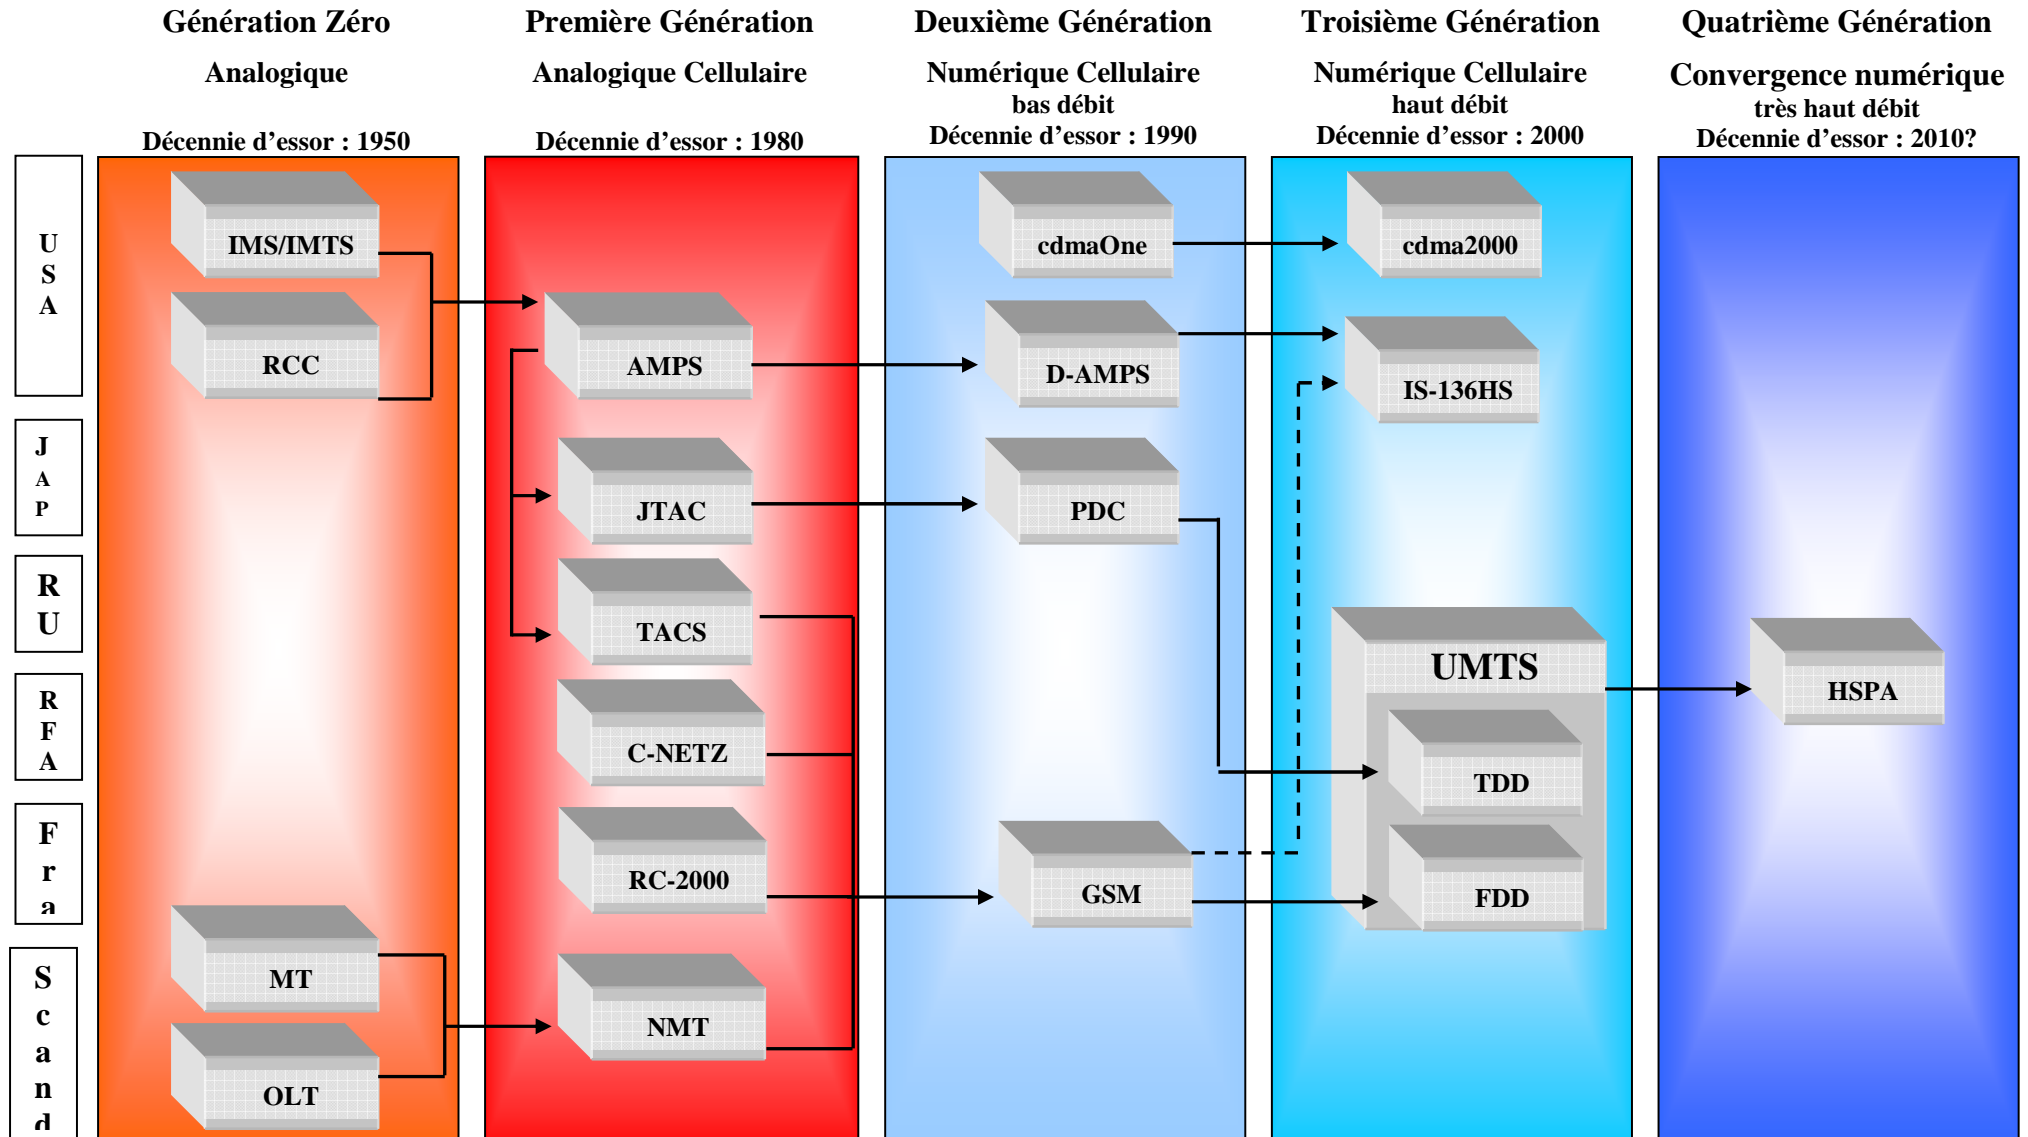 Génération Zéro
Analogique
Décennie d'essor : 1950
Première Génération
Analogique Cellulaire
Décennie d'essor : 1980
Deuxième Génération
Numérique Cellulaire
bas débit
Décennie d'essor : 1990
Troisième Génération
Numérique Cellulaire
haut débit
Décennie d'essor : 2000
Quatrième Génération
Convergence numérique
très haut débit
Décennie d'essor : 2010?
U
S
A
J
A
P
R
U
R
F
A
F
r
a
S
c
a
n
d
IMS/IMTS
RCC
MT
OLT
AMPS
JTAC
TACS
C-NETZ
RC-2000
NMT
cdmaOne
D-AMPS
PDC
GSM
cdma2000
IS-136HS
UMTS
TDD
FDD
HSPA